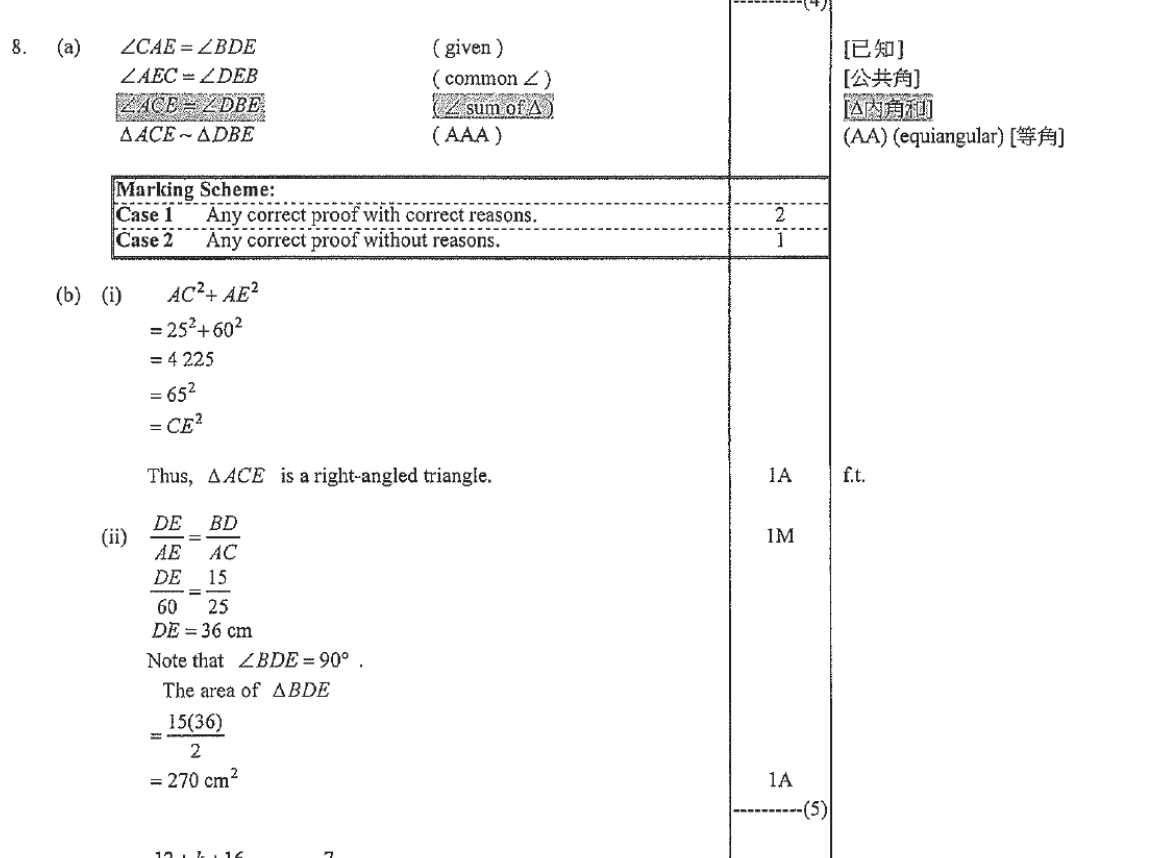 (4)
8. (a) ∠CAE = ∠BDE ( given ) [已知]
∠AEC = ∠DEB ( common ∠ ) [公共角]
∠ACE = ∠DBE ( ∠ sum of Δ ) [Δ內角和]
ΔACE ~ ΔDBE ( AAA ) (AA) (equiangular) [等角]
Marking Scheme:
Case 1 Any correct proof with correct reasons. 2
Case 2 Any correct proof without reasons. 1
(b) (i) AC²+ AE²
= 25²+60²
= 4 225
= 65²
= CE²
Thus, ΔACE is a right-angled triangle. 1A f.t.
(ii) DE/AE = BD/AC 1M
DE/60 = 15/25
DE = 36 cm
Note that ∠BDE = 90° .
The area of ΔBDE
= 15(36)/2
= 270 cm² 1A
(5)